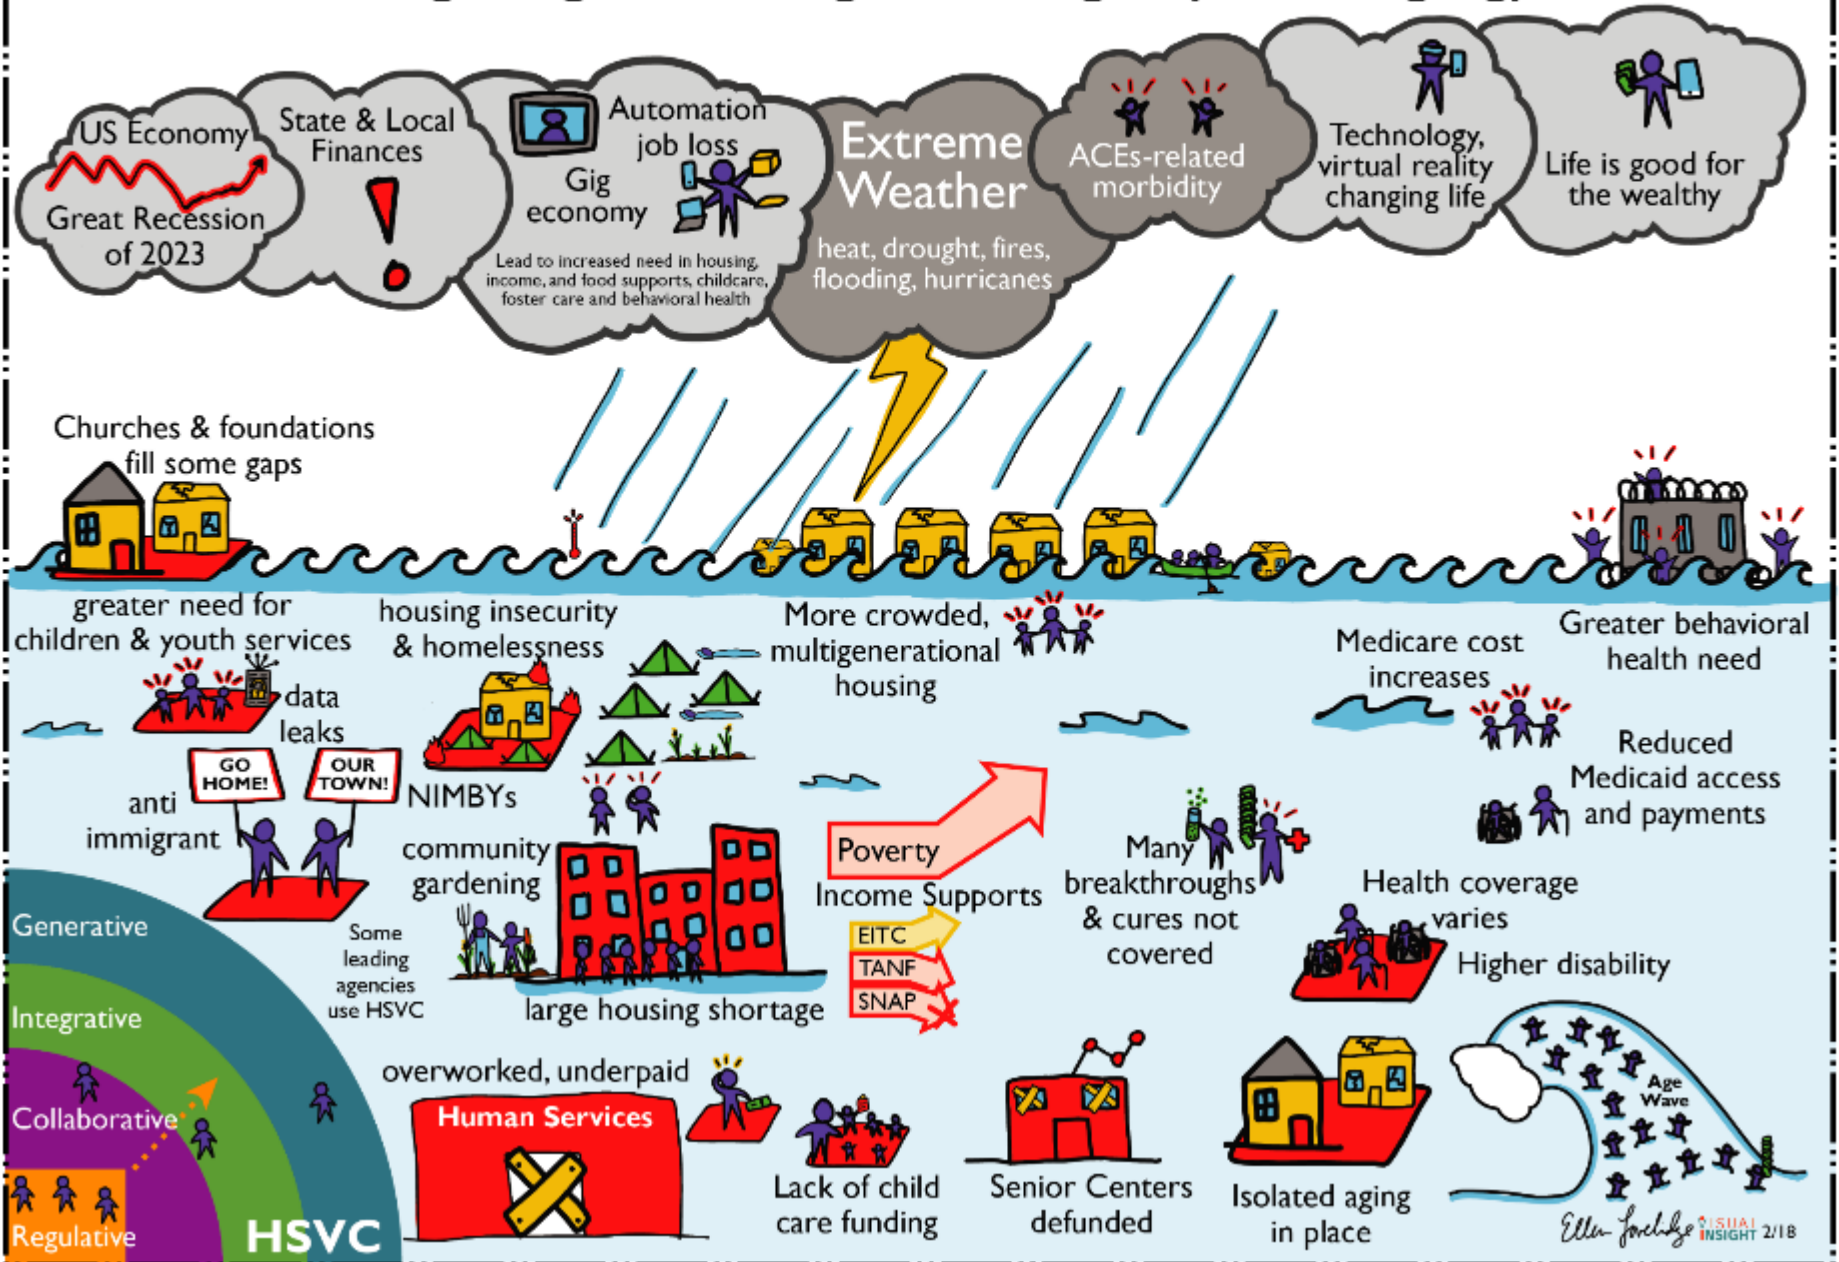 US Economy
Great Recession
of 2023
State & Local
Finances
Automation
job loss
Gig
economy
Lead to increased need in housing,
income, and food supports, childcare,
foster care and behavioral health
Extreme
Weather
heat, drought, fires,
flooding, hurricanes
ACEs-related
morbidity
Technology,
virtual reality
changing life
Life is good for
the wealthy
Churches & foundations
fill some gaps
greater need for
children & youth services
data
leaks
housing insecurity
& homelessness
More crowded,
multigenerational
housing
Medicare cost
increases
Greater behavioral
health need
Reduced
Medicaid access
and payments
GO
HOME!
OUR
TOWN!
anti
immigrant
NIMBYs
community
gardening
Some
leading
agencies
use HSVC
large housing shortage
Poverty
Income Supports
EITC
TANF
SNAP
Many
breakthroughs
& cures not
covered
Health coverage
varies
Higher disability
Generative
Integrative
Collaborative
Regulative
HSVC
overworked, underpaid
Human Services
Lack of child
care funding
Senior Centers
defunded
Isolated aging
in place
Age
Wave
Ellen Lovelidge
VISUAL
INSIGHT 2/18